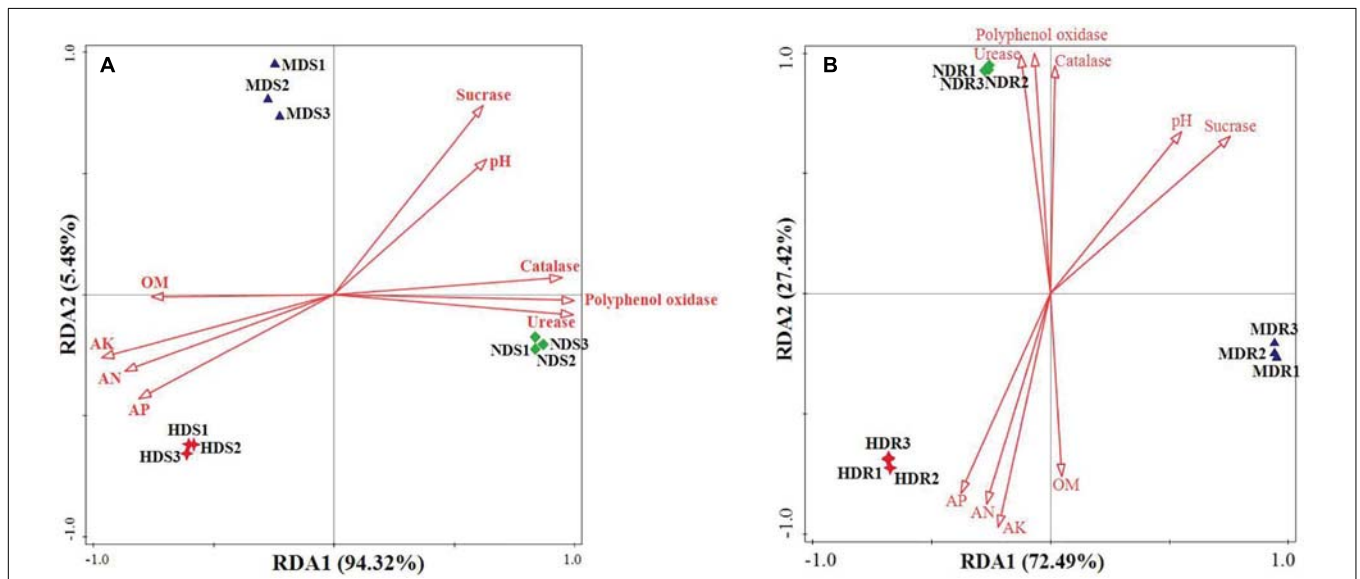 A
1.0
MDS1
MDS2
MDS3
Sucrase
pH
Catalase
Polyphenol oxidase
Urease
OM
AK
AN
AP
NDS1
NDS3
NDS2
HDS1
HDS2
HDS3
RDA2 (5.48%)
-1.0
-1.0
RDA1 (94.32%)
1.0
B
1.0
Polyphenol oxidase
Urease
Catalase
NDR1
NDR3
NDR2
pH
Sucrase
MDR3
MDR2
MDR1
HDR3
HDR1
HDR2
AP
AN
AK
OM
RDA2 (27.42%)
-1.0
-1.0
RDA1 (72.49%)
1.0